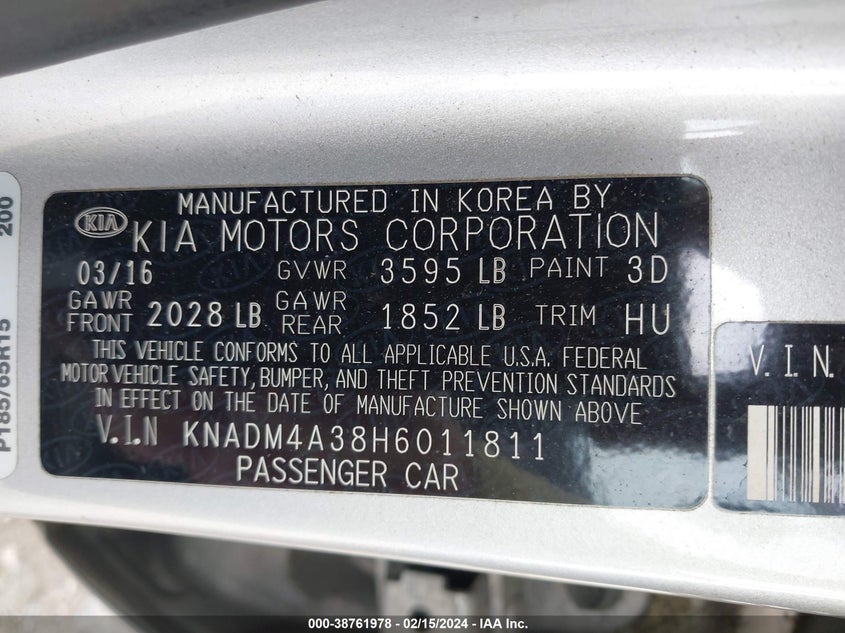 MANUFACTURED IN KOREA BY
KIA KIA MOTORS CORPORATION
03/16 GVWR 3595 LB PAINT 3D
GAWR FRONT 2028 LB GAWR REAR 1852 LB TRIM HU
THIS VEHICLE CONFORMS TO ALL APPLICABLE U.S.A. FEDERAL
MOTOR VEHICLE SAFETY, BUMPER, AND THEFT PREVENTION STANDARDS
IN EFFECT ON THE DATE OF MANUFACTURE SHOWN ABOVE
V.I.N KNADM4A38H6011811
PASSENGER CAR
V.I.N.
P185/65R15 200
000-38761978 - 02/15/2024 - IAAI.com